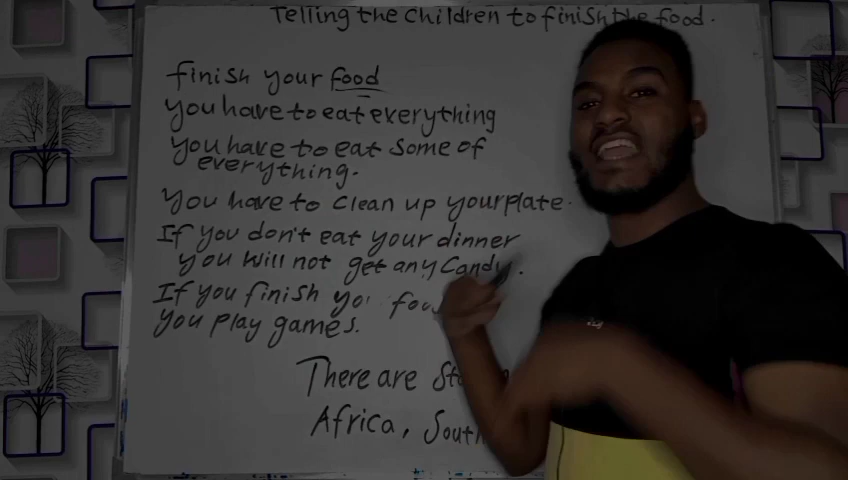 Telling the Children to finish the food.
finish your food
you have to eat everything
you have to eat some of
everything.
you have to clean up your plate.
If you don't eat your dinner
you will not get any Candy.
If you finish
you play games.
There are
Africa, South